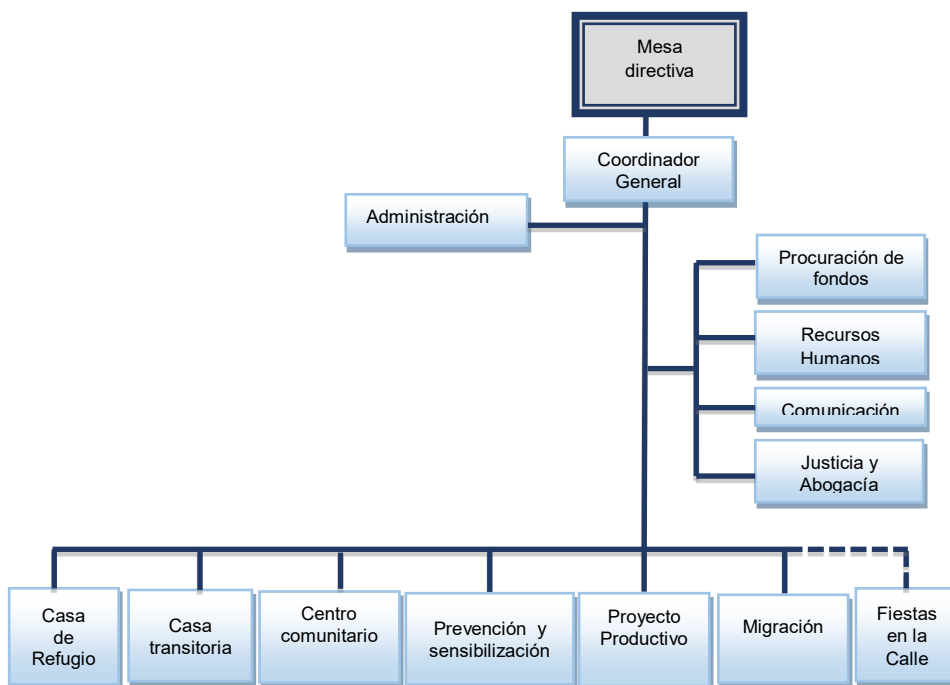 Mesa
directiva
Coordinador
General
Administración
Procuración de
fondos
Recursos
Humanos
Comunicación
Justicia y
Abogacía
Casa
de
Refugio
Casa
transitoria
Centro
comunitario
Prevención y
sensibilización
Proyecto
Productivo
Migración
Fiestas
en la
Calle